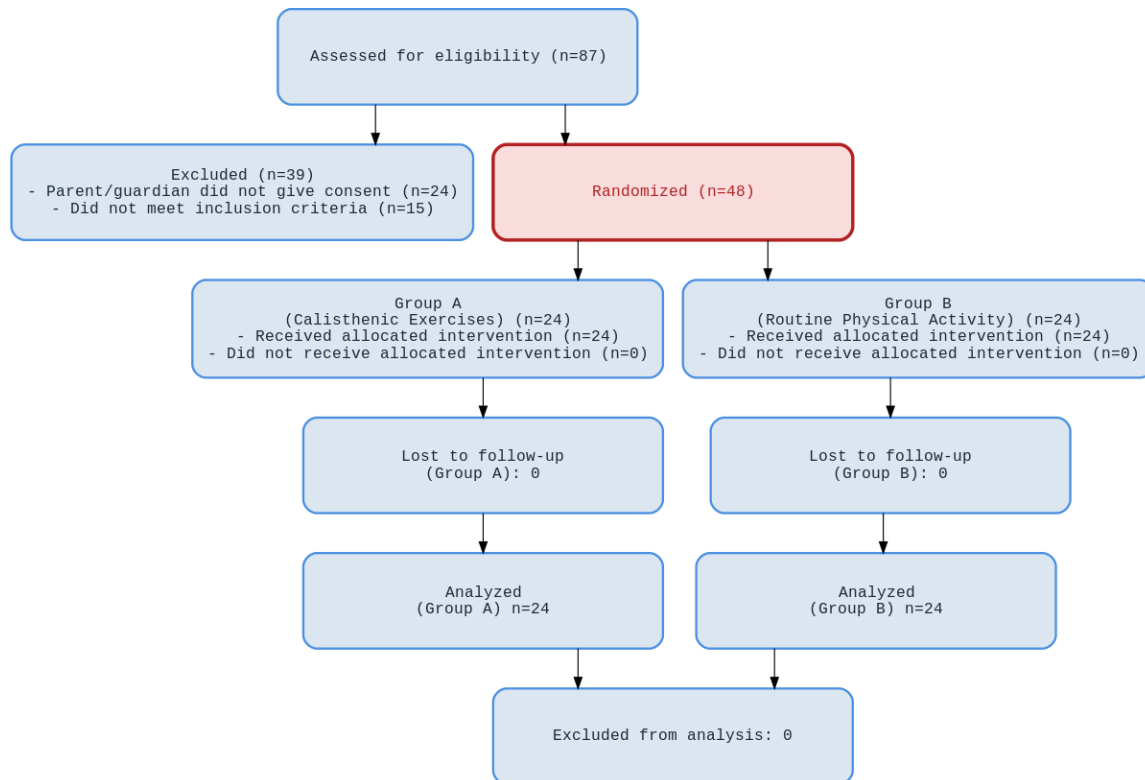 Assessed for eligibility (n=87)
Excluded (n=39)
- Parent/guardian did not give consent (n=24)
- Did not meet inclusion criteria (n=15)
Randomized (n=48)
Group A
(Calisthenic Exercises) (n=24)
- Received allocated intervention (n=24)
- Did not receive allocated intervention (n=0)
Group B
(Routine Physical Activity) (n=24)
- Received allocated intervention (n=24)
- Did not receive allocated intervention (n=0)
Lost to follow-up
(Group A): 0
Lost to follow-up
(Group B): 0
Analyzed
(Group A) n=24
Analyzed
(Group B) n=24
Excluded from analysis: 0